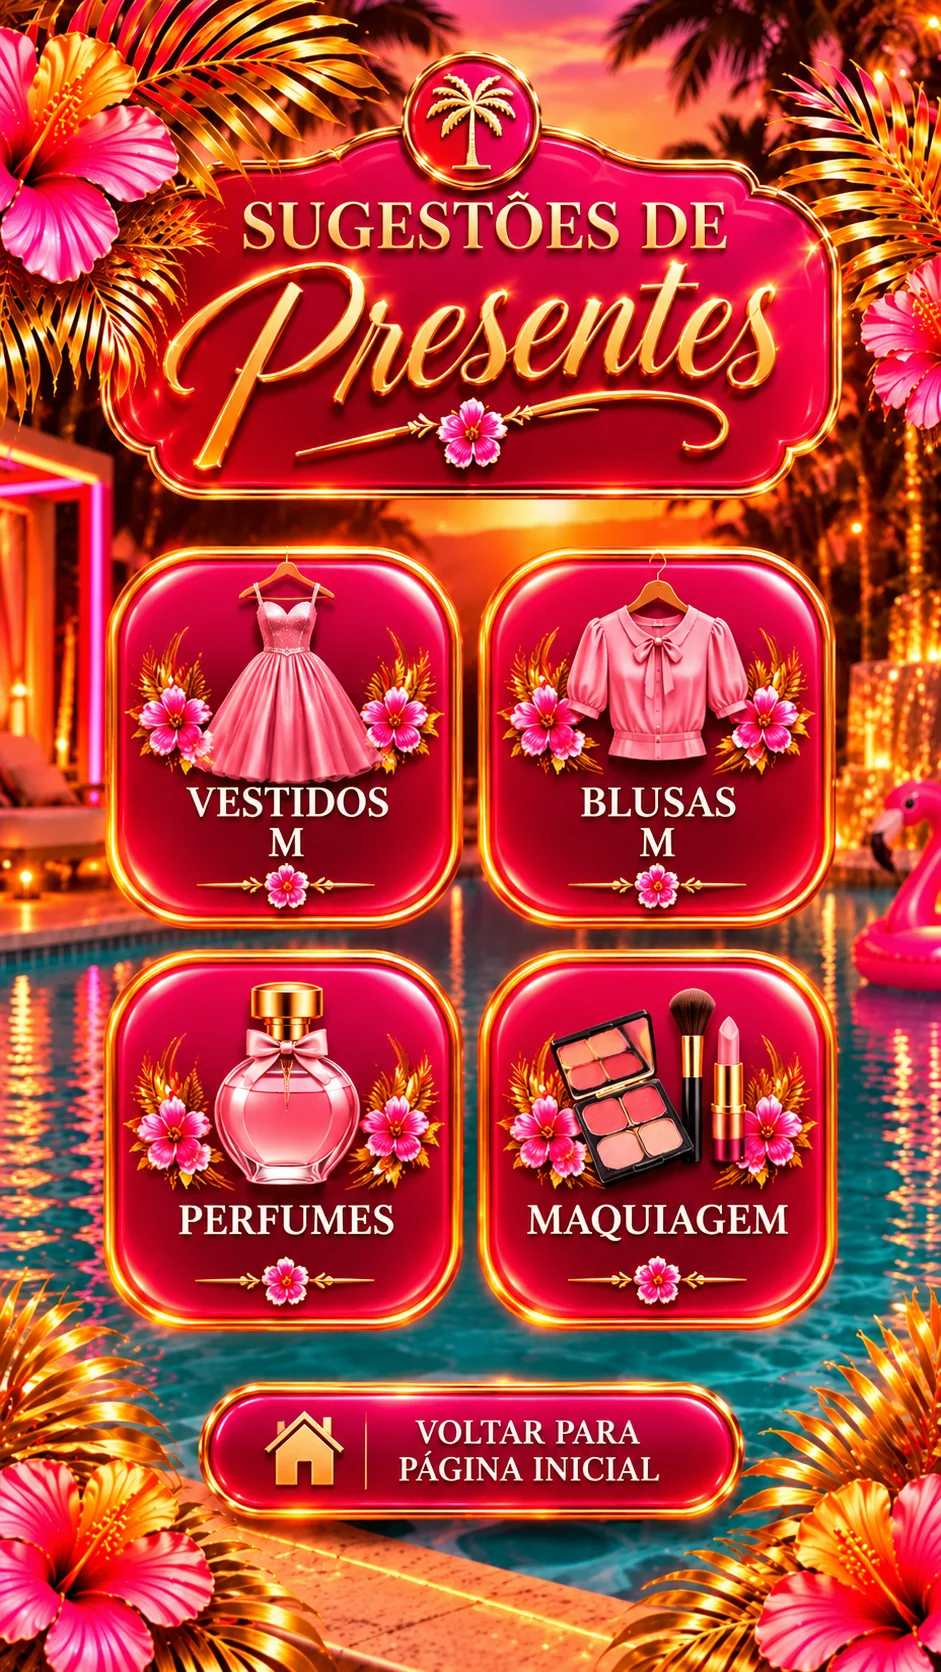 SUGESTÕES DE
Presentes
VESTIDOS
M
BLUSAS
M
PERFUMES
MAQUIAGEM
VOLTAR PARA
PÁGINA INICIAL